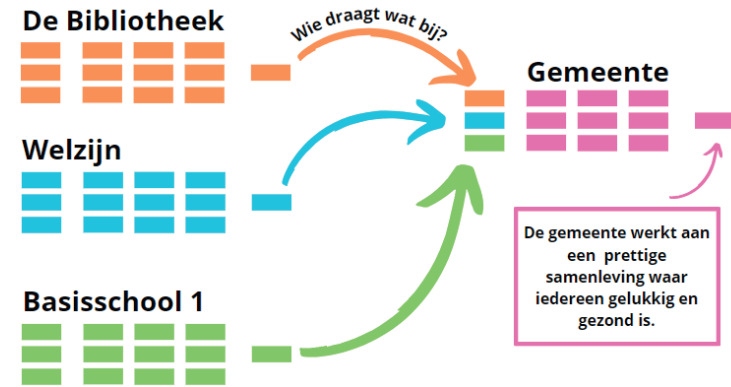 De Bibliotheek
Wie draagt wat bij?
Gemeente
Welzijn
De gemeente werkt aan
een prettige
samenleving waar
iedereen gelukkig en
gezond is.
Basisschool 1